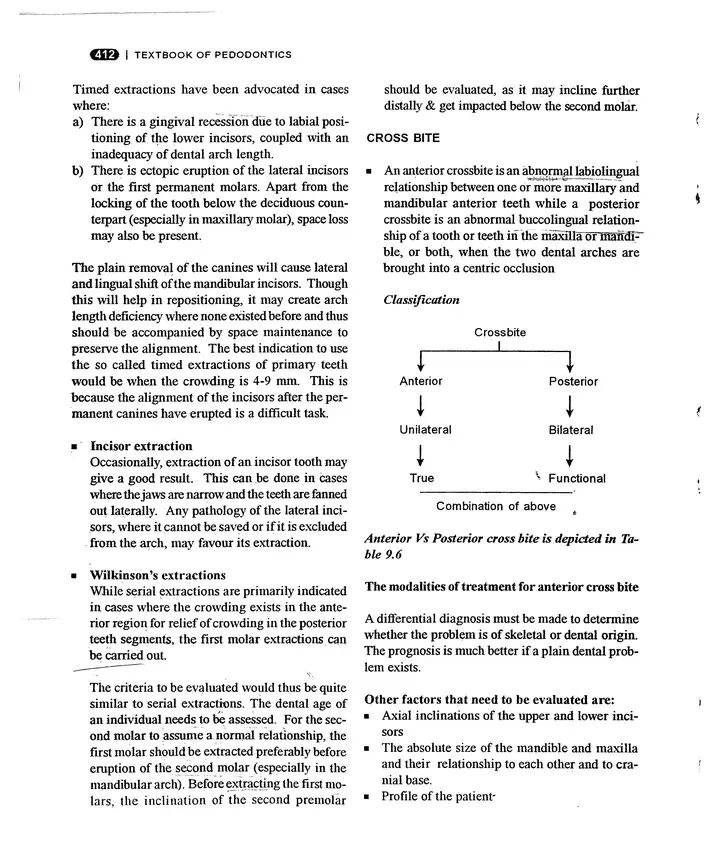 412 | TEXTBOOK OF PEDODONTICS
Timed extractions have been advocated in cases
where:
a) There is a gingival recession due to labial posi-
tioning of the lower incisors, coupled with an
inadequacy of dental arch length.
b) There is ectopic eruption of the lateral incisors
or the first permanent molars. Apart from the
locking of the tooth below the deciduous coun-
terpart (especially in maxillary molar), space loss
may also be present.
The plain removal of the canines will cause lateral
and lingual shift of the mandibular incisors. Though
this will help in repositioning, it may create arch
length deficiency where none existed before and thus
should be accompanied by space maintenance to
preserve the alignment. The best indication to use
the so called timed extractions of primary teeth
would be when the crowding is 4-9 mm. This is
because the alignment of the incisors after the per-
manent canines have erupted is a difficult task.
▪ Incisor extraction
Occasionally, extraction of an incisor tooth may
give a good result. This can be done in cases
where the jaws are narrow and the teeth are fanned
out laterally. Any pathology of the lateral inci-
sors, where it cannot be saved or if it is excluded
from the arch, may favour its extraction.
▪ Wilkinson's extractions
While serial extractions are primarily indicated
in cases where the crowding exists in the ante-
rior region for relief of crowding in the posterior
teeth segments, the first molar extractions can
be carried out.
The criteria to be evaluated would thus be quite
similar to serial extractions. The dental age of
an individual needs to be assessed. For the sec-
ond molar to assume a normal relationship, the
first molar should be extracted preferably before
eruption of the second molar (especially in the
mandibular arch). Before extracting the first mo-
lars, the inclination of the second premolar
should be evaluated, as it may incline further
distally & get impacted below the second molar.
CROSS BITE
▪ An anterior crossbite is an abnormal labiolingual
relationship between one or more maxillary and
mandibular anterior teeth while a posterior
crossbite is an abnormal buccolingual relation-
ship of a tooth or teeth in the maxilla or mandi-
ble, or both, when the two dental arches are
brought into a centric occlusion
Classification
Crossbite
Anterior Posterior
Unilateral Bilateral
True Functional
Combination of above
Anterior Vs Posterior cross bite is depicted in Ta-
ble 9.6
The modalities of treatment for anterior cross bite
A differential diagnosis must be made to determine
whether the problem is of skeletal or dental origin.
The prognosis is much better if a plain dental prob-
lem exists.
Other factors that need to be evaluated are:
▪ Axial inclinations of the upper and lower inci-
sors
▪ The absolute size of the mandible and maxilla
and their relationship to each other and to cra-
nial base.
▪ Profile of the patient